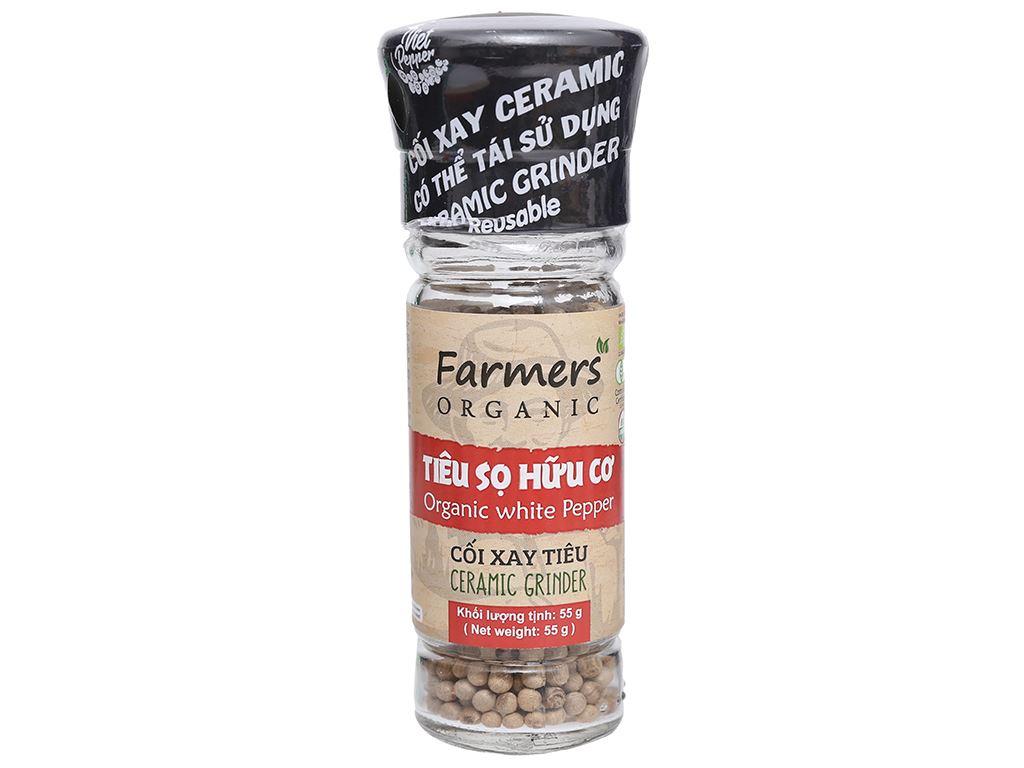 Viet
Pepper
CỐI XAY CERAMIC
CÓ THỂ TÁI SỬ DỤNG
CERAMIC GRINDER
Reusable
Farmers
ORGANIC
TIÊU SỌ HỮU CƠ
Organic white Pepper
CỐI XAY TIÊU
CERAMIC GRINDER
Khối lượng tịnh: 55 g
( Net weight: 55 g )